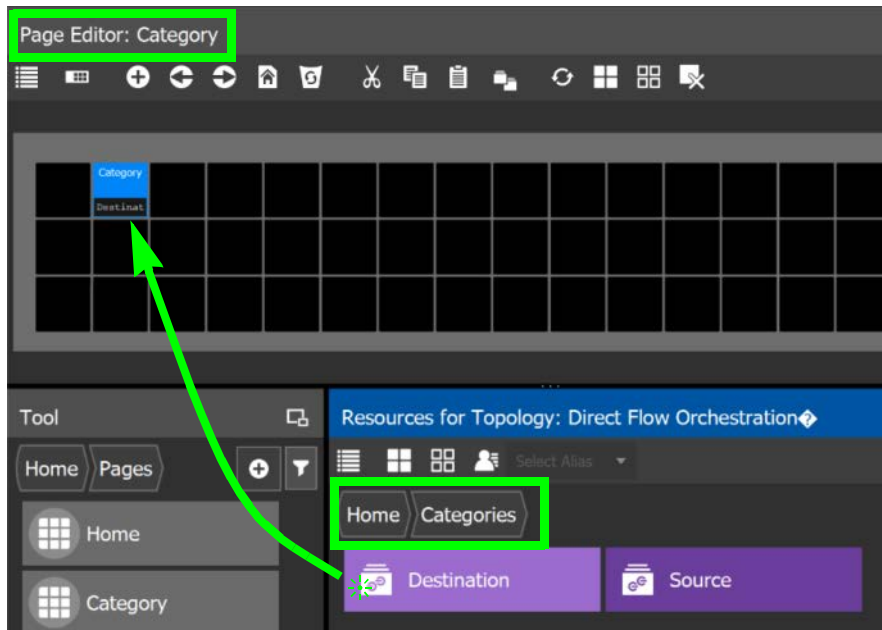 Page Editor: Category
Category
Destinat
Tool
Resources for Topology: Direct Flow Orchestration�
Select Alias
Home Pages
Home Categories
Home
Destination Source
Category